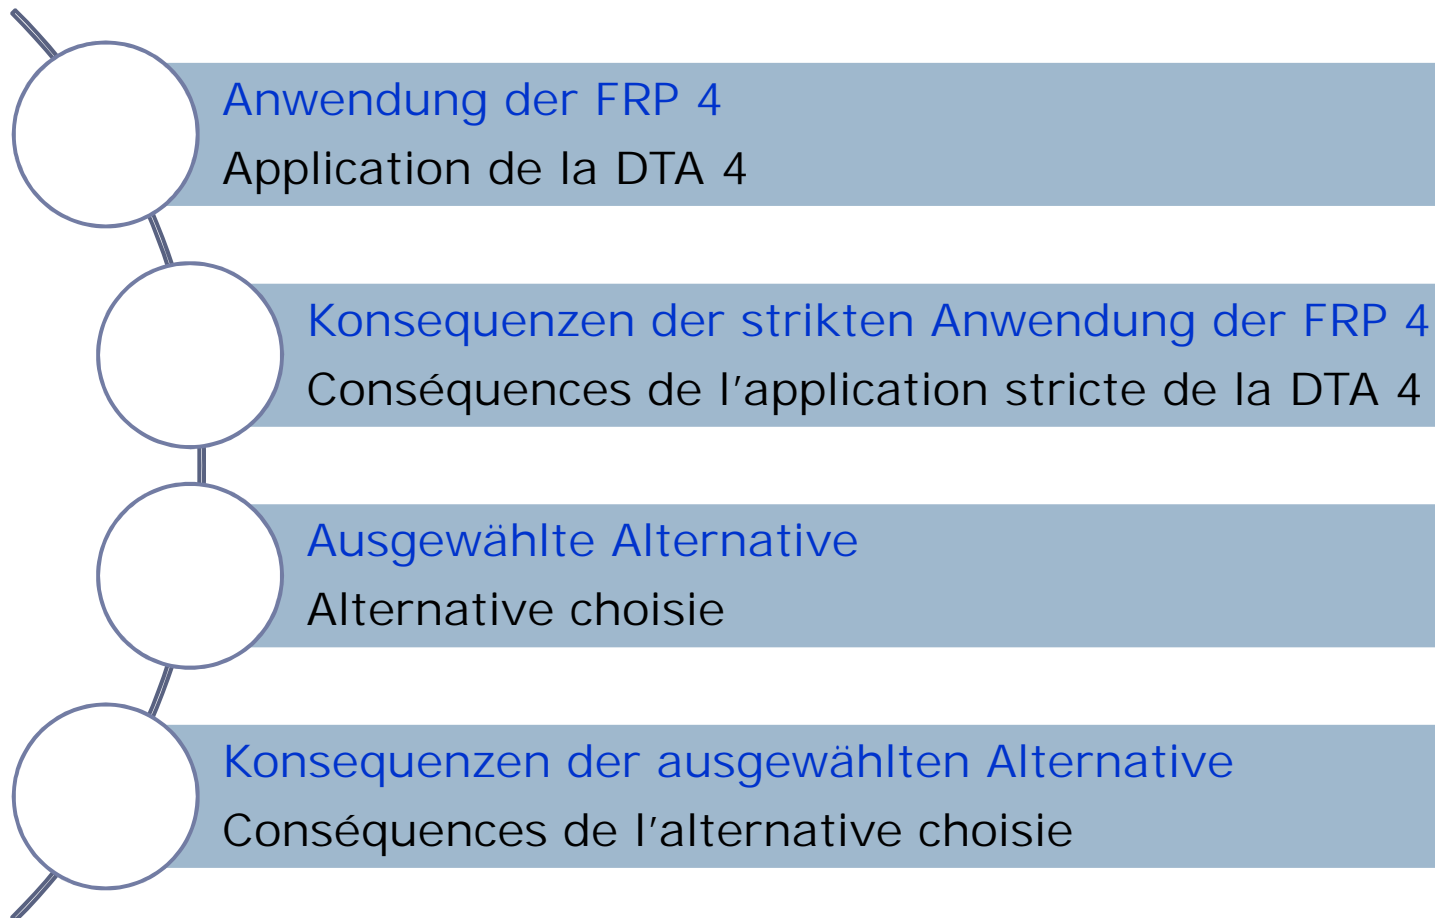 Anwendung der FRP 4
Application de la DTA 4
Konsequenzen der strikten Anwendung der FRP 4
Conséquences de l’application stricte de la DTA 4
Ausgewählte Alternative
Alternative choisie
Konsequenzen der ausgewählten Alternative
Conséquences de l’alternative choisie